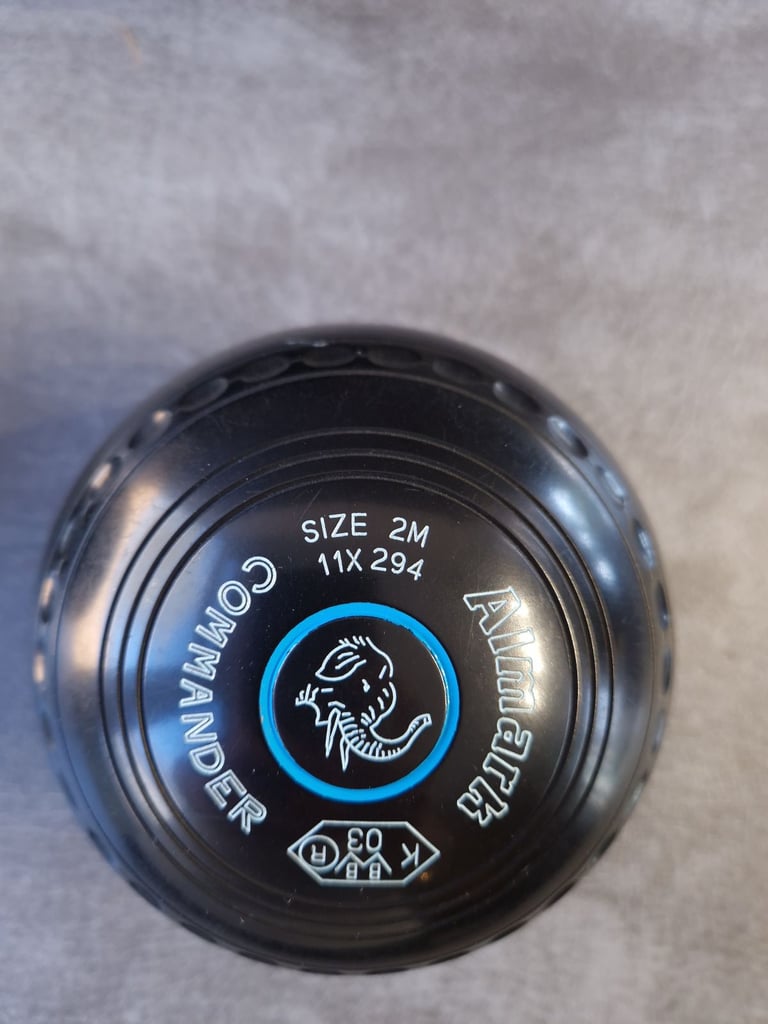 SIZE 2M
11X 294
COMMANDER
Almark
K
B B
W
R
03